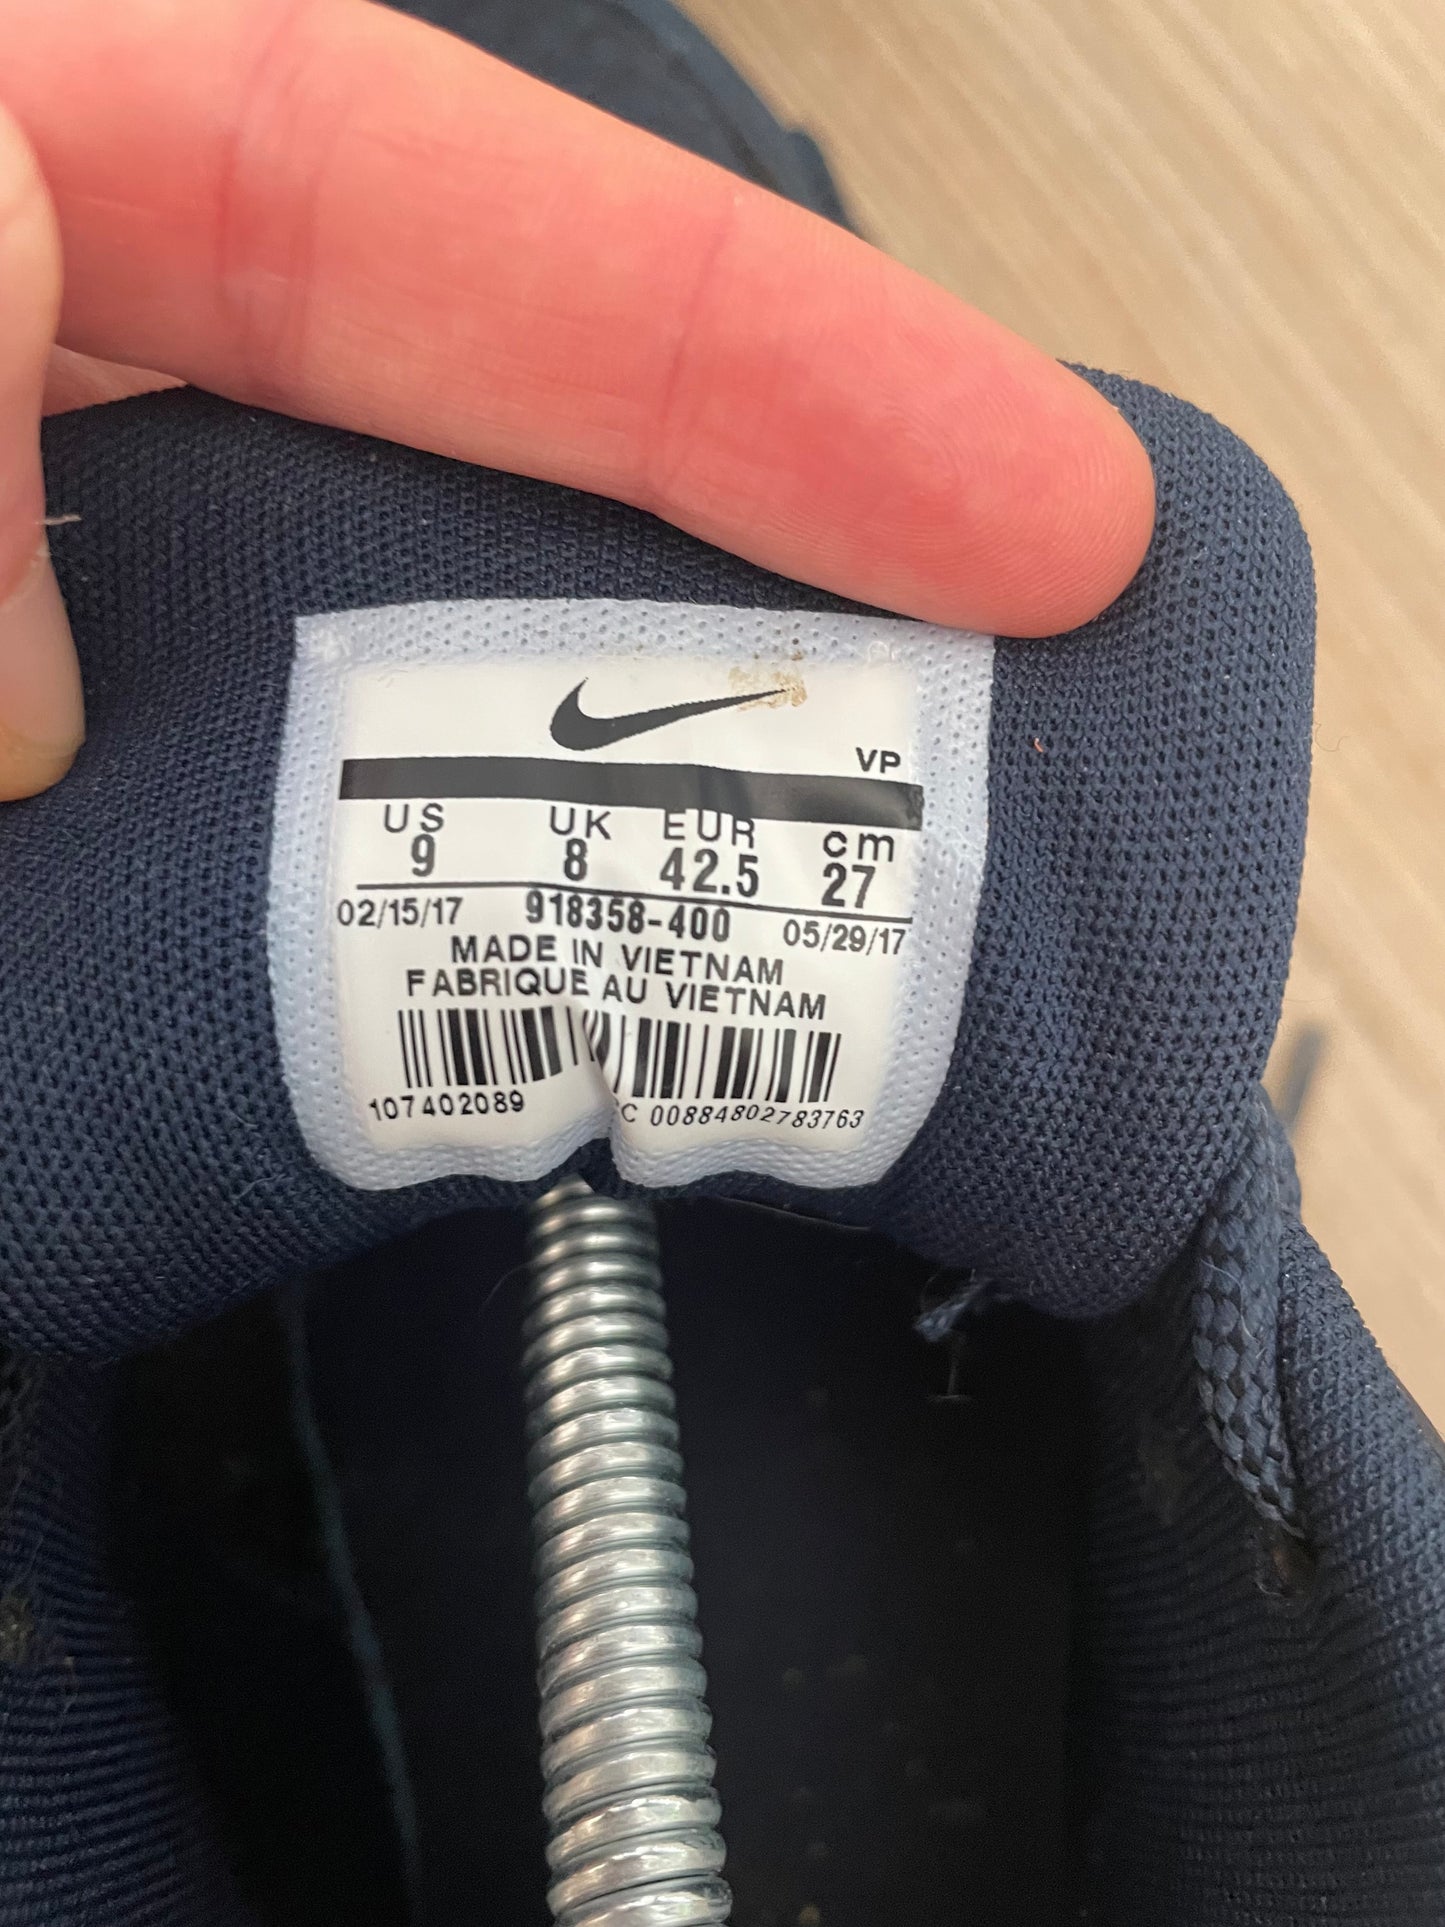 VP
US UK EUR cm
9 8 42.5 27
02/15/17 918358-400 05/29/17
MADE IN VIETNAM
FABRIQUE AU VIETNAM
107402089 00884802783763